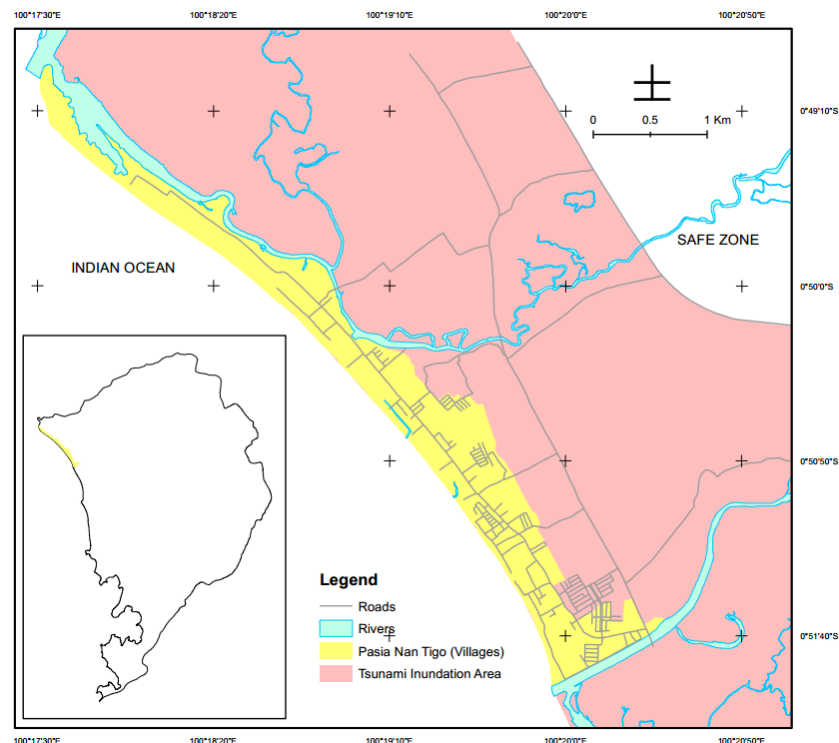 100°17'30"E 100°18'20"E 100°19'10"E 100°20'0"E 100°20'50"E
0°49'10"S
0 0.5 1 Km
SAFE ZONE
INDIAN OCEAN
0°50'0"S
0°50'50"S
Legend
Roads
Rivers
0°51'40"S
Pasia Nan Tigo (Villages)
Tsunami Inundation Area
100°17'30"E 100°18'20"E 100°19'10"E 100°20'0"E 100°20'50"E